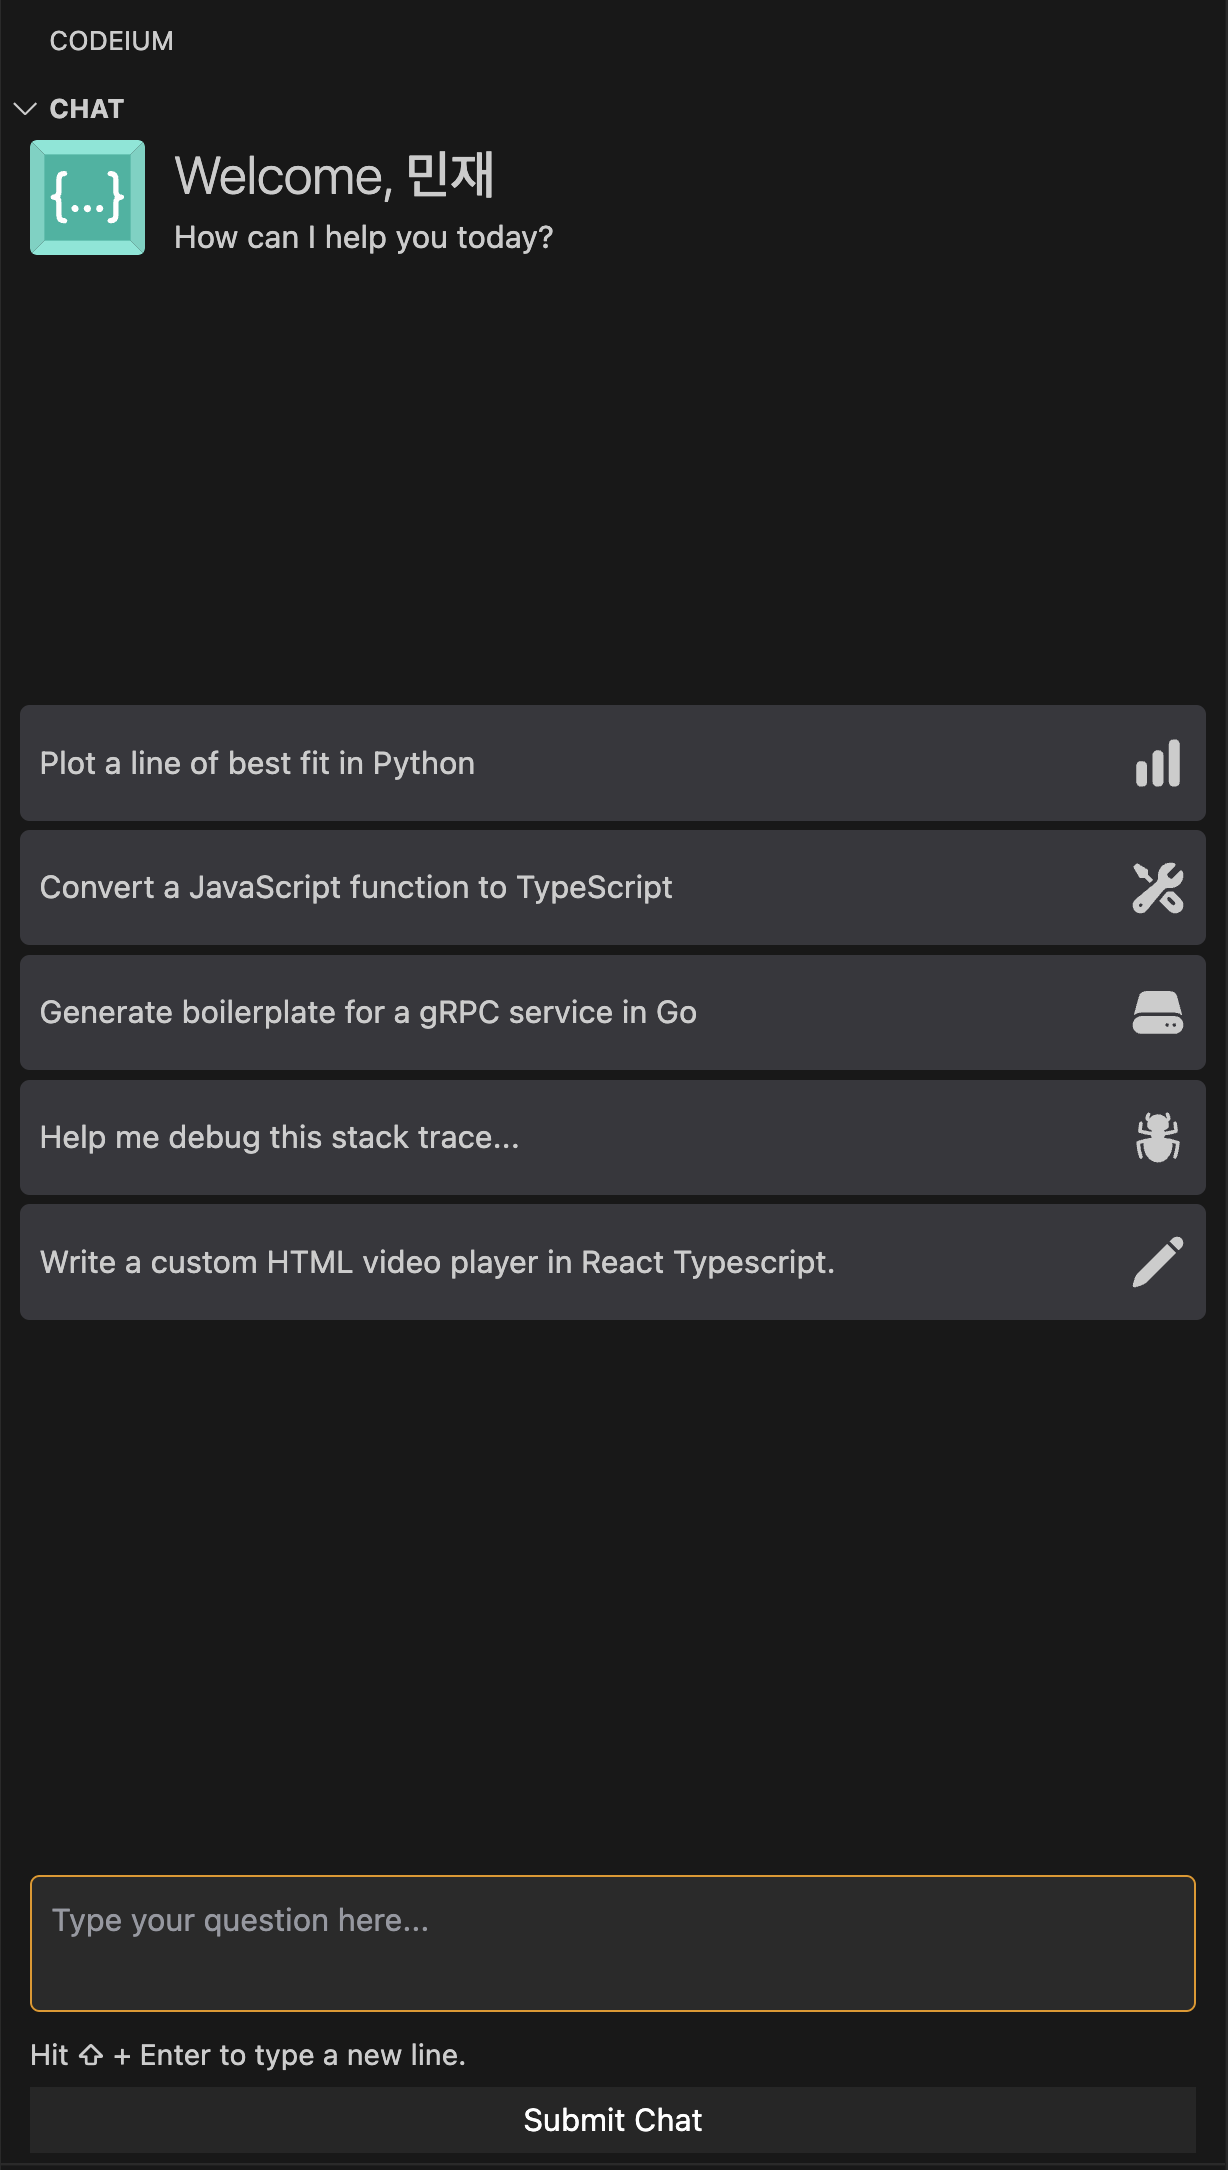 CODEIUM
CHAT
{...}
Welcome, 민재
How can I help you today?
Plot a line of best fit in Python
Convert a JavaScript function to TypeScript
Generate boilerplate for a gRPC service in Go
Help me debug this stack trace...
Write a custom HTML video player in React Typescript.
Type your question here...
Hit ⇧ + Enter to type a new line.
Submit Chat